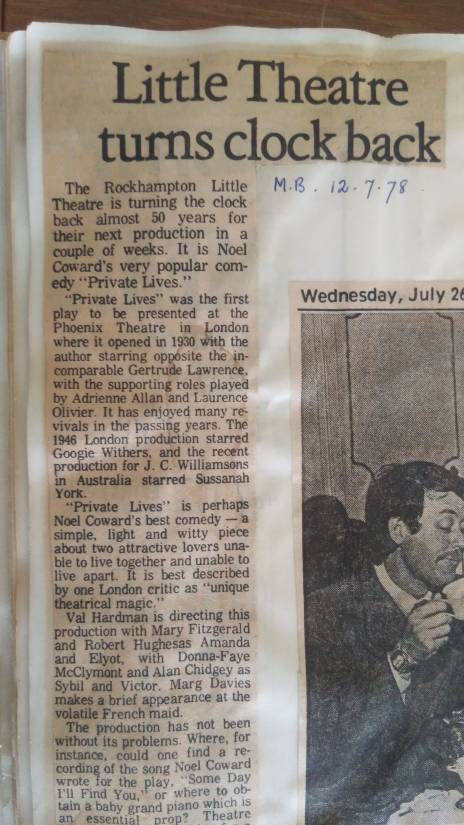 Little Theatre
turns clock back
M.B. 12.7.78
The Rockhampton Little
Theatre is turning the clock
back almost 50 years for
their next production in a
couple of weeks. It is Noel
Coward's very popular com-
edy "Private Lives."
"Private Lives" was the first
play to be presented at the
Phoenix Theatre in London
where it opened in 1930 with the
author starring opposite the in-
comparable Gertrude Lawrence,
with the supporting roles played
by Adrienne Allan and Laurence
Olivier. It has enjoyed many re-
vivals in the passing years. The
1946 London production starred
Googie Withers, and the recent
production for J. C. Williamsons
in Australia starred Sussanah
York.
"Private Lives" is perhaps
Noel Coward's best comedy — a
simple, light and witty piece
about two attractive lovers una-
ble to live together and unable to
live apart. It is best described
by one London critic as "unique
theatrical magic."
Val Hardman is directing this
production with Mary Fitzgerald
and Robert Hughesas Amanda
and Elyot, with Donna-Faye
McClymont and Alan Chidgey as
Sybil and Victor. Marg Davies
makes a brief appearance at the
volatile French maid.
The production has not been
without its problems. Where, for
instance, could one find a re-
cording of the song Noel Coward
wrote for the play, "Some Day
I'll Find You," or where to ob-
tain a baby grand piano which is
an essential prop? Theatre
Wednesday, July 26